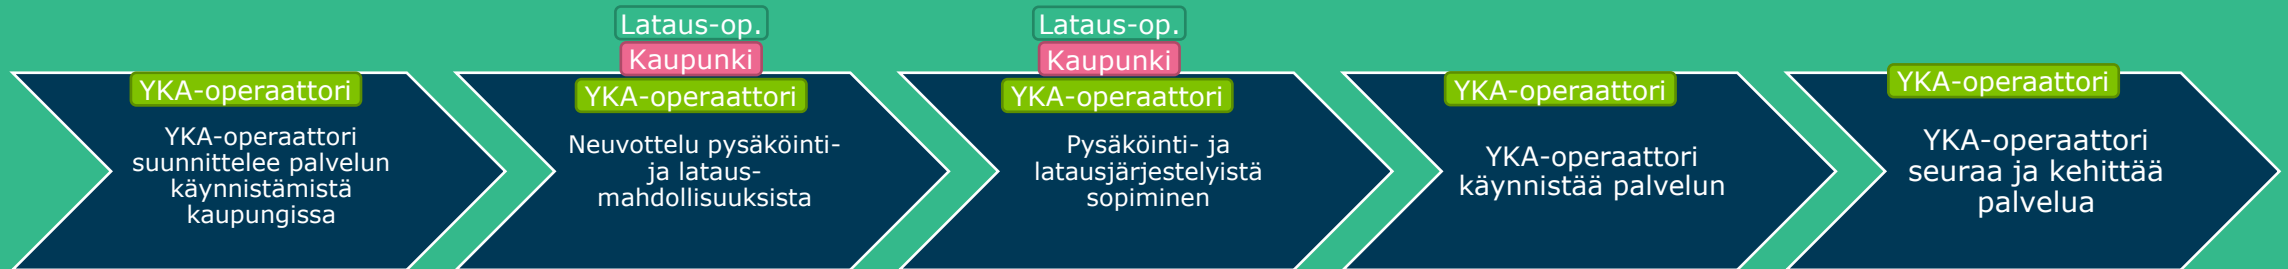 YKA-operaattori
YKA-operaattori
suunnittelee palvelun
käynnistämistä
kaupungissa
Lataus-op.
Kaupunki
YKA-operaattori
Neuvottelu pysäköinti-
ja lataus-
mahdollisuuksista
Lataus-op.
Kaupunki
YKA-operaattori
Pysäköinti- ja
latausjärjestelyistä
sopiminen
YKA-operaattori
YKA-operaattori
käynnistää palvelun
YKA-operaattori
YKA-operaattori
seuraa ja kehittää
palvelua